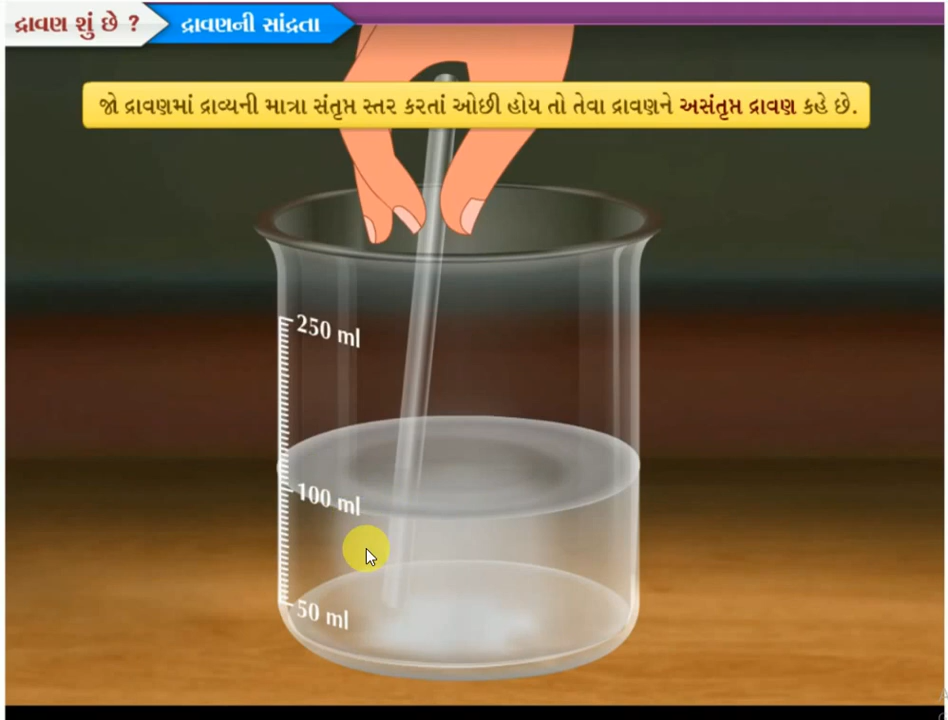 દ્રાવણ શું છે ?
દ્રાવણની સાંદ્રતા
જો દ્રાવણમાં દ્રાવ્યની માત્રા સંતૃપ્ત સ્તર કરતાં ઓછી હોય તો તેવા દ્રાવણને અસંતૃપ્ત દ્રાવણ કહે છે.
250 ml
100 ml
50 ml